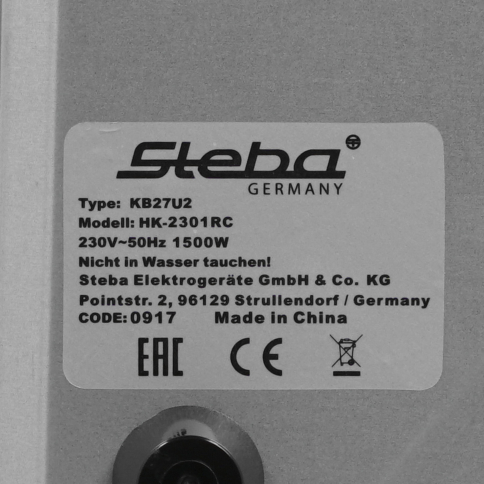 Steba
GERMANY
Type: KB27U2
Modell: HK-2301RC
230V~50Hz 1500W
Nicht in Wasser tauchen!
Steba Elektrogeräte GmbH & Co. KG
Pointstr. 2, 96129 Strullendorf / Germany
CODE: 0917 Made in China
EAC CE